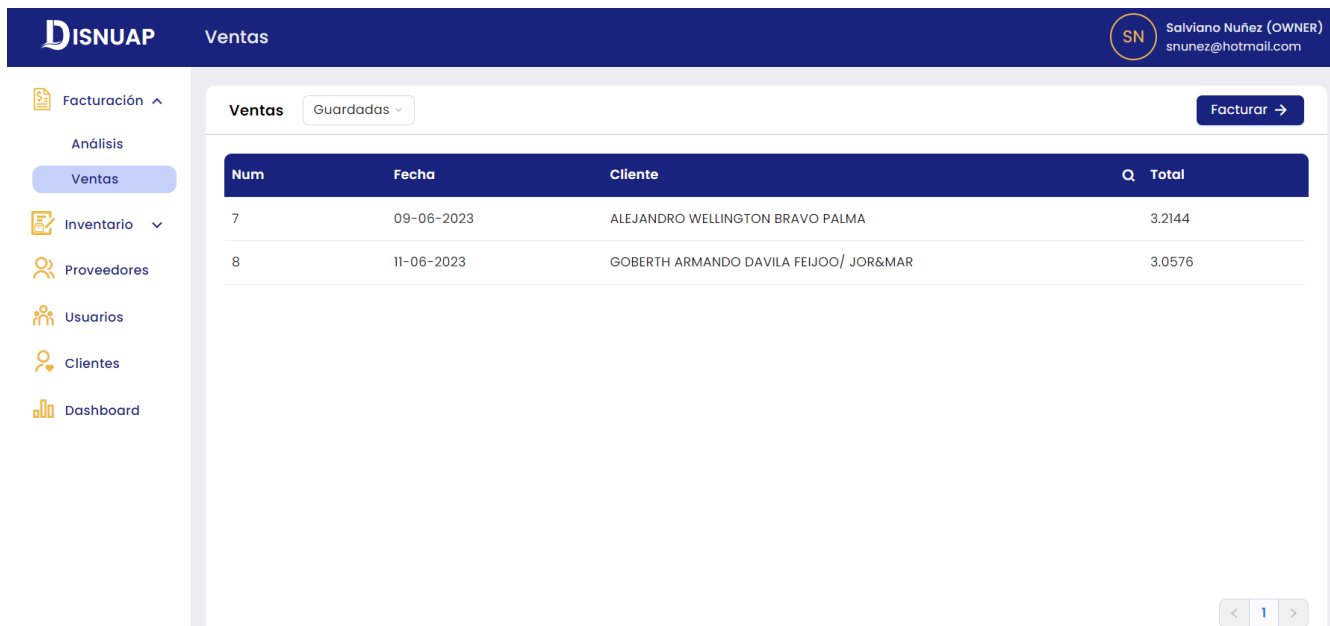 DISNUAP
Ventas
SN
Salviano Nuñez (OWNER)
snunez@hotmail.com
Facturación
Análisis
Ventas
Inventario
Proveedores
Usuarios
Clientes
Dashboard
Ventas Guardadas Facturar →
Num Fecha Cliente Total
7 09-06-2023 ALEJANDRO WELLINGTON BRAVO PALMA 3.2144
8 11-06-2023 GOBERTH ARMANDO DAVILA FEIJOO/ JOR&MAR 3.0576
< 1 >